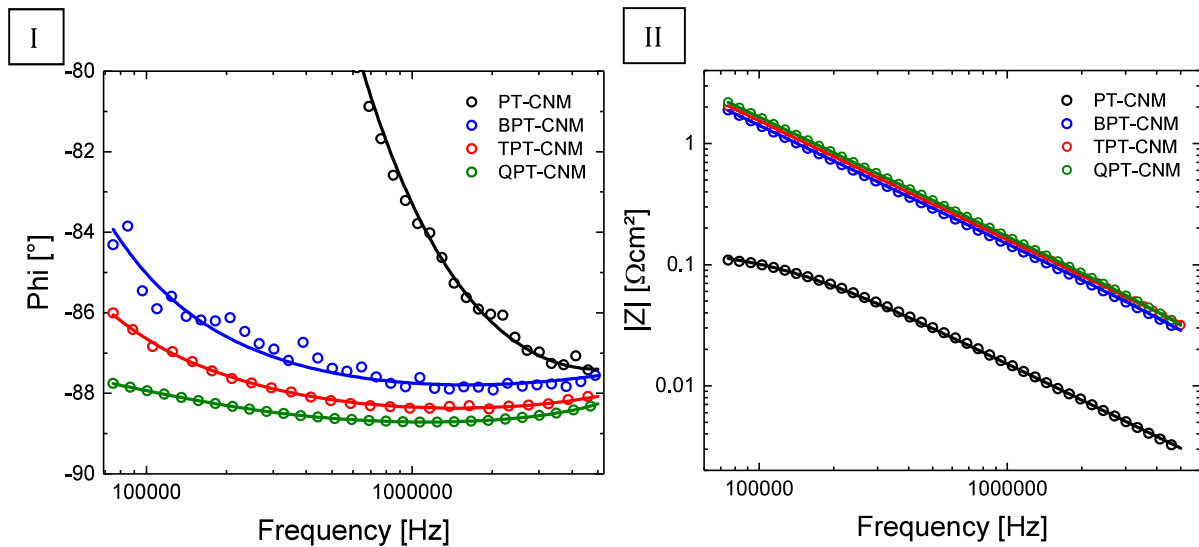 I
-80
-82
-84
-86
-88
-90
Phi [°]
100000
1000000
Frequency [Hz]
PT-CNM
BPT-CNM
TPT-CNM
QPT-CNM
II
1
0.1
0.01
|Z| [Ωcm²]
100000
1000000
Frequency [Hz]
PT-CNM
BPT-CNM
TPT-CNM
QPT-CNM